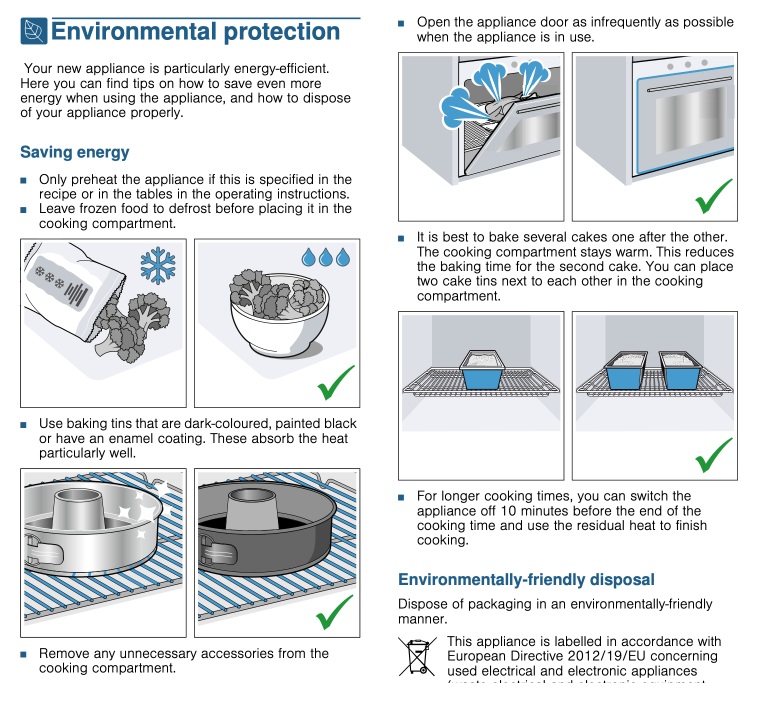 Environmental protection
Your new appliance is particularly energy-efficient.
Here you can find tips on how to save even more
energy when using the appliance, and how to dispose
of your appliance properly.
Saving energy
■ Only preheat the appliance if this is specified in the
recipe or in the tables in the operating instructions.
■ Leave frozen food to defrost before placing it in the
cooking compartment.
■ Use baking tins that are dark-coloured, painted black
or have an enamel coating. These absorb the heat
particularly well.
■ Remove any unnecessary accessories from the
cooking compartment.
■ Open the appliance door as infrequently as possible
when the appliance is in use.
■ It is best to bake several cakes one after the other.
The cooking compartment stays warm. This reduces
the baking time for the second cake. You can place
two cake tins next to each other in the cooking
compartment.
■ For longer cooking times, you can switch the
appliance off 10 minutes before the end of the
cooking time and use the residual heat to finish
cooking.
Environmentally-friendly disposal
Dispose of packaging in an environmentally-friendly
manner.
This appliance is labelled in accordance with
European Directive 2012/19/EU concerning
used electrical and electronic appliances